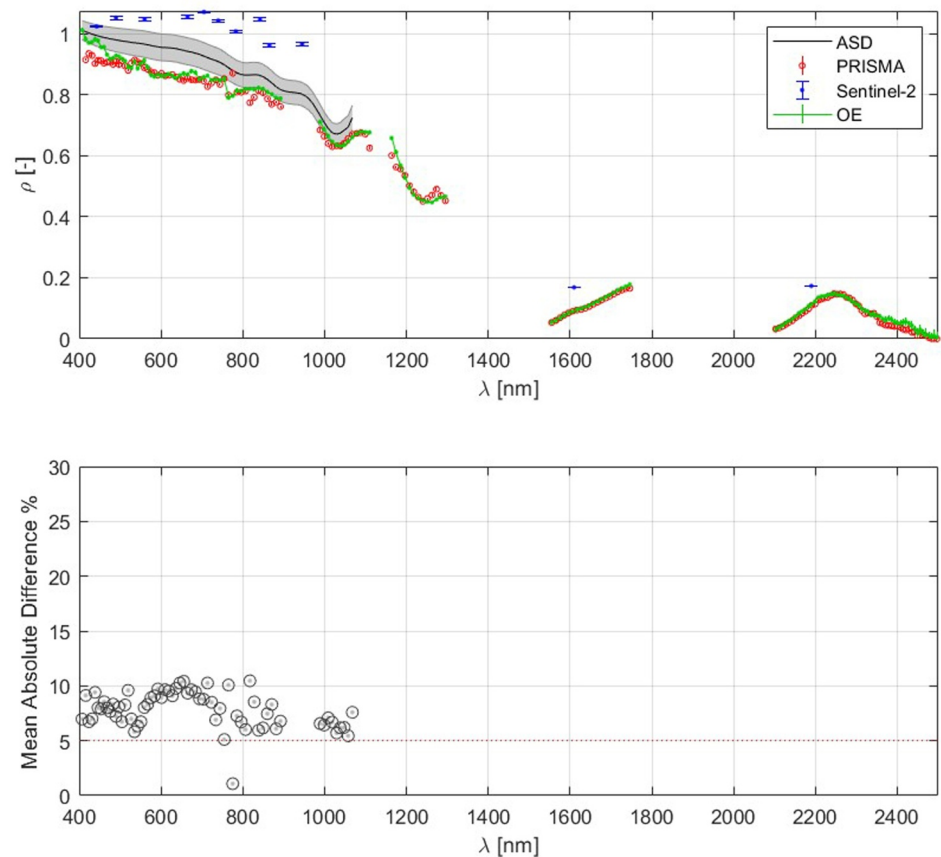 1
0.8
0.6
0.4
0.2
0
ρ [-]
400 600 800 1000 1200 1400 1600 1800 2000 2200 2400
λ [nm]
ASD
PRISMA
Sentinel-2
OE
30
25
20
15
10
5
0
Mean Absolute Difference %
400 600 800 1000 1200 1400 1600 1800 2000 2200 2400
λ [nm]